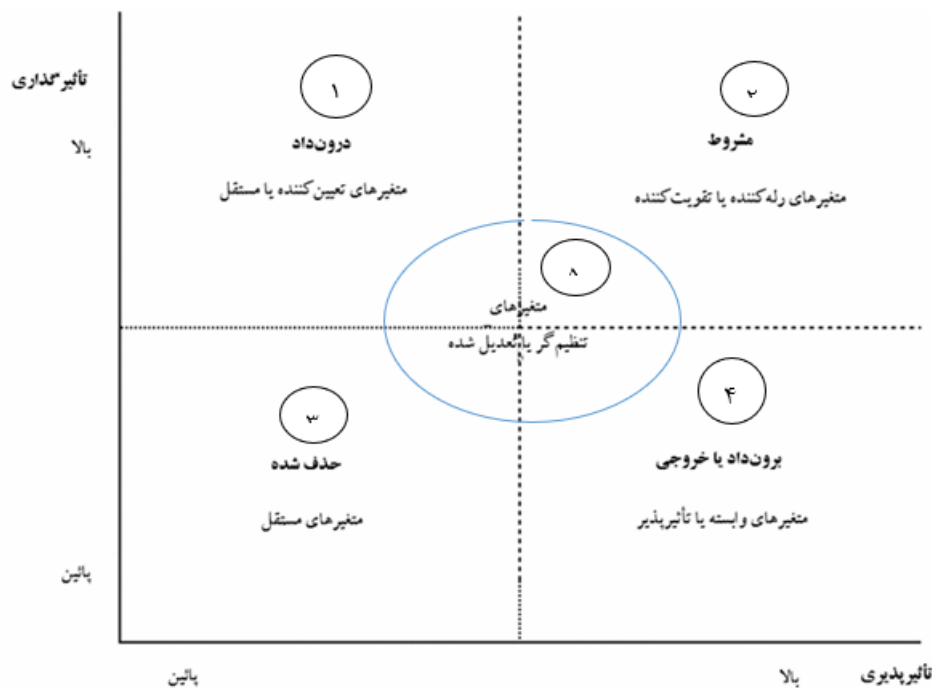 تأثیرگذاری
بالا
۱
درون‌داد
متغیرهای تعیین‌کننده یا مستقل
۲
مشروط
متغیرهای رله‌کننده یا تقویت‌کننده
متغیرهای
تنظیم‌گر یا تعدیل شده
۳
حذف شده
متغیرهای مستقل
۴
برون‌داد یا خروجی
متغیرهای وابسته یا تأثیرپذیر
پائین
پائین
بالا
تأثیرپذیری